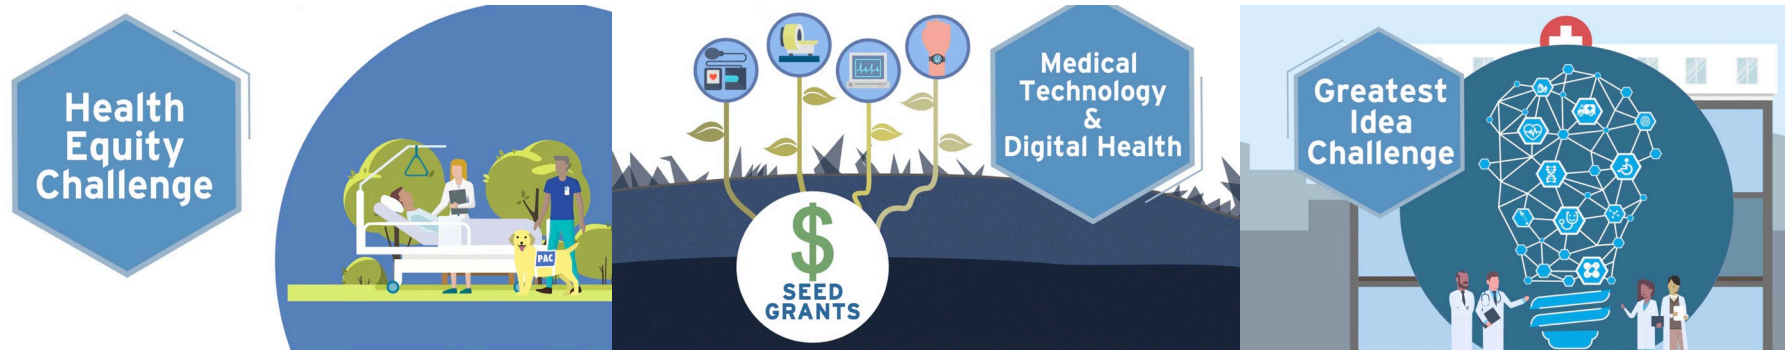 Health
Equity
Challenge
PAC
$
SEED
GRANTS
Medical
Technology
&
Digital Health
Greatest
Idea
Challenge